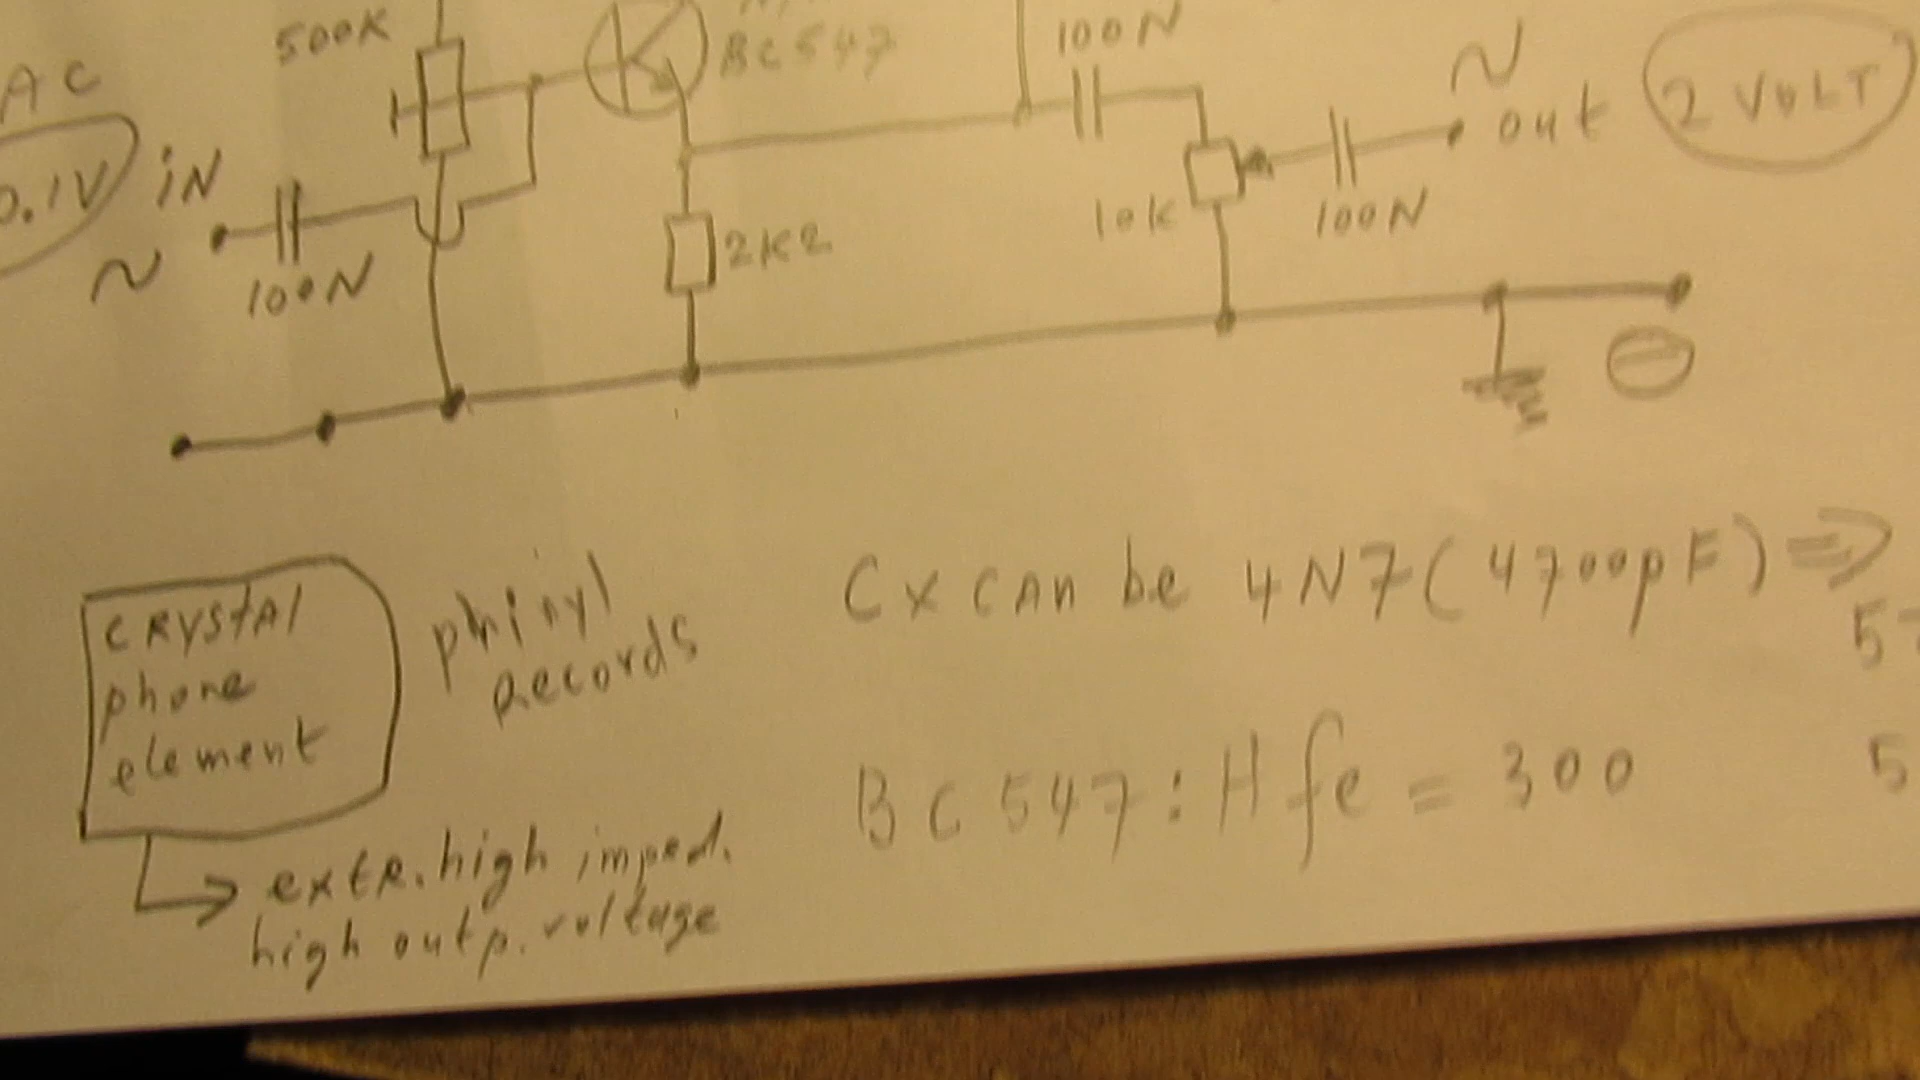 500K
BC547
100N
AC
0.1V
iN
~
100N
2K2
10K
100N
~
out
2 VOLT
CRYSTAL
phone
element
phinyl
records
extr. high imped.
high outp. voltage
CX CAN be 4N7 (4700pF) ⇒
BC547: Hfe = 300
5